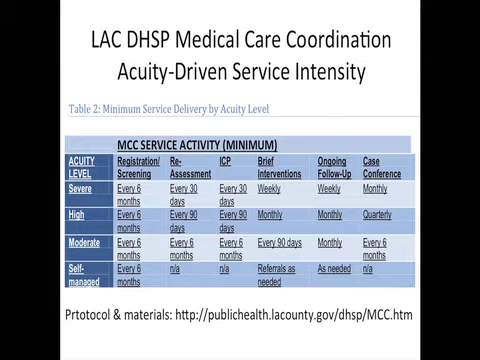 LAC DHSP Medical Care Coordination
Acuity-Driven Service Intensity
Table 2: Minimum Service Delivery by Acuity Level
MCC SERVICE ACTIVITY (MINIMUM)
ACUITY LEVEL Registration/ Screening Re-Assessment ICP Brief Interventions Ongoing Follow-Up Case Conference
Severe Every 6 months Every 30 days Every 30 days Weekly Weekly Monthly
High Every 6 months Every 90 days Every 90 days Monthly Monthly Quarterly
Moderate Every 6 months Every 6 months Every 6 months Every 90 days Monthly Every 6 months
Self-managed Every 6 months n/a n/a Referrals as needed As needed n/a
Prtotocol & materials: http://publichealth.lacounty.gov/dhsp/MCC.htm